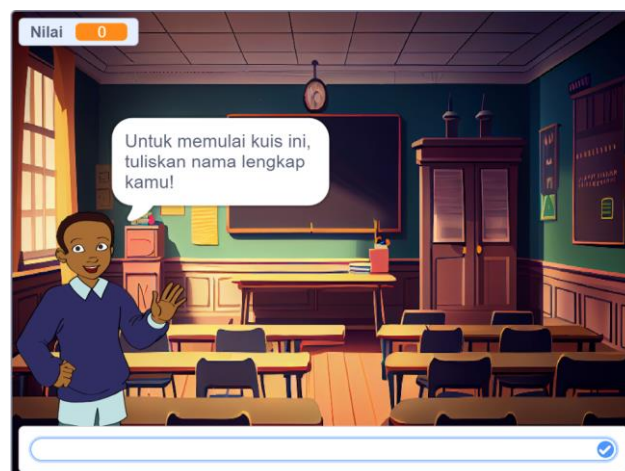 Nilai 0
Untuk memulai kuis ini,
tuliskan nama lengkap
kamu!